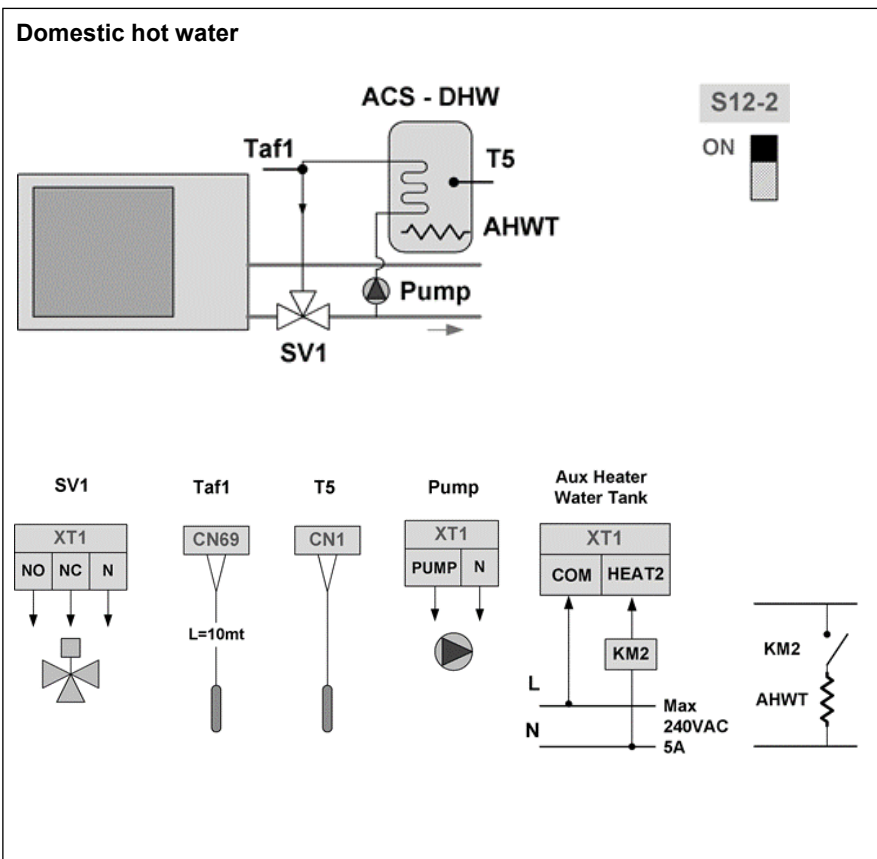 Domestic hot water
ACS - DHW
S12-2
ON
Taf1
T5
AHWT
Pump
SV1
SV1
XT1
NO NC N
Taf1
CN69
L=10mt
T5
CN1
Pump
XT1
PUMP N
Aux Heater
Water Tank
XT1
COM HEAT2
KM2
L
N
Max
240VAC
5A
KM2
AHWT